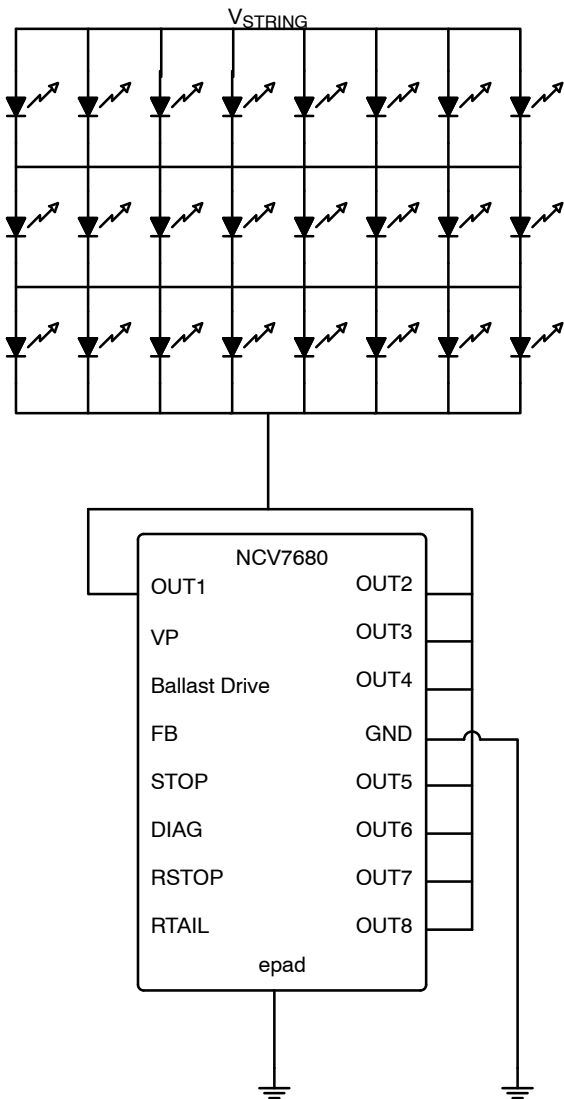 VSTRING
NCV7680
OUT1
OUT2
VP
OUT3
Ballast Drive
OUT4
FB
GND
STOP
OUT5
DIAG
OUT6
RSTOP
OUT7
RTAIL
OUT8
epad